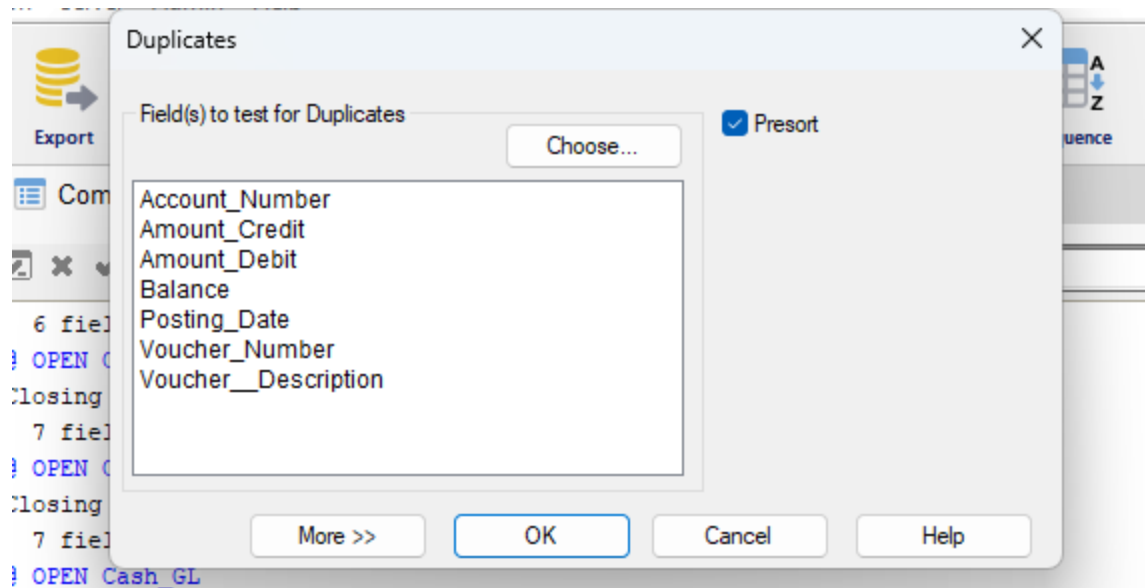 Duplicates
Export
Field(s) to test for Duplicates
Choose...
Presort
A
Z
uence
Com
Account_Number
Amount_Credit
Amount_Debit
Balance
Posting_Date
Voucher_Number
Voucher__Description
6 fiel
@ OPEN C
Closing
7 fiel
@ OPEN C
Closing
7 fiel
@ OPEN Cash_GL
More >>
OK
Cancel
Help